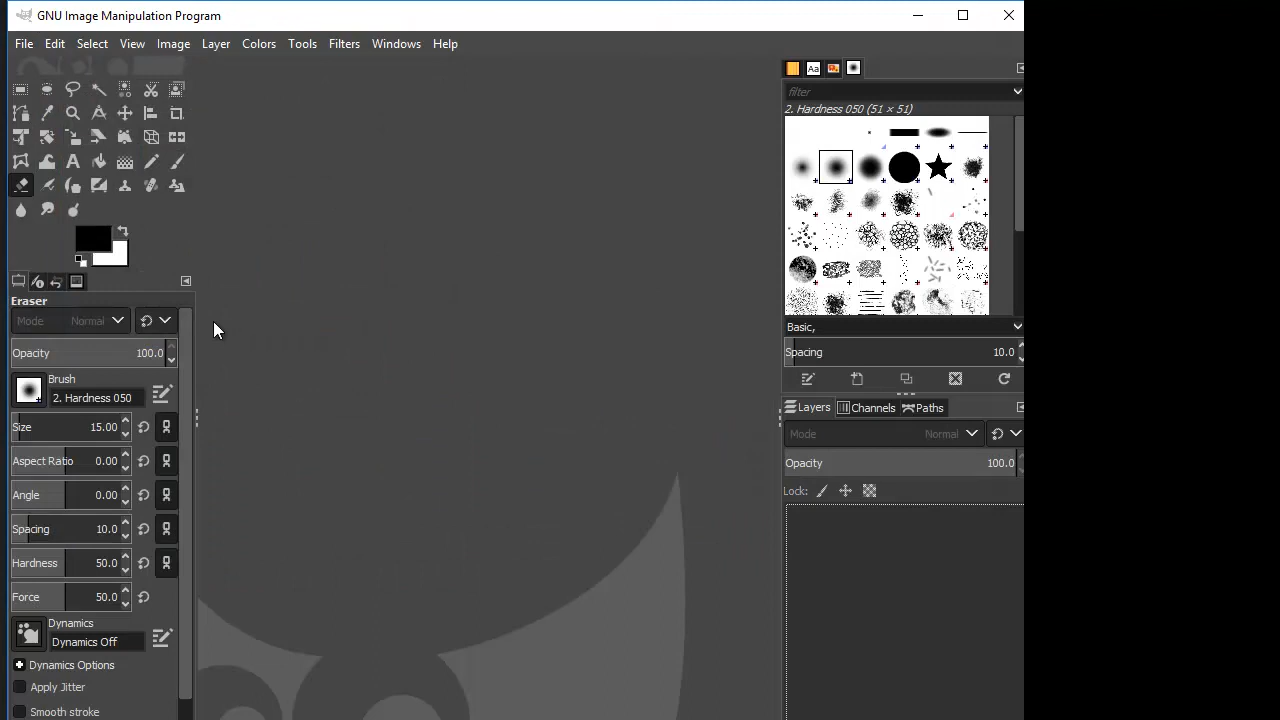 GNU Image Manipulation Program
File Edit Select View Image Layer Colors Tools Filters Windows Help
Aa
filter
2. Hardness 050 (51 × 51)
Eraser
Mode Normal
Opacity 100.0
Brush
2. Hardness 050
Size 15.00
Aspect Ratio 0.00
Angle 0.00
Spacing 10.0
Hardness 50.0
Force 50.0
Dynamics
Dynamics Off
Dynamics Options
Apply Jitter
Smooth stroke
Basic,
Spacing 10.0
Layers Channels Paths
Mode Normal
Opacity 100.0
Lock: